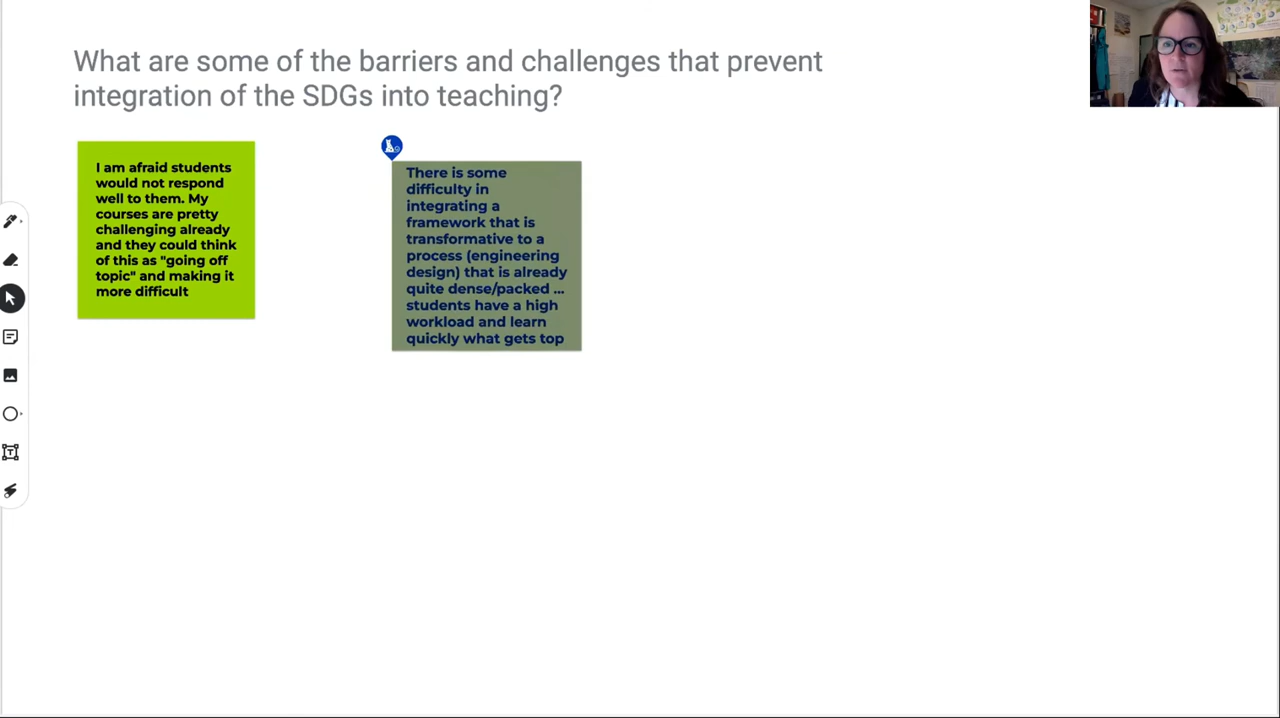 What are some of the barriers and challenges that prevent
integration of the SDGs into teaching?
I am afraid students
would not respond
well to them. My
courses are pretty
challenging already
and they could think
of this as "going off
topic" and making it
more difficult
There is some
difficulty in
integrating a
framework that is
transformative to a
process (engineering
design) that is already
quite dense/packed ...
students have a high
workload and learn
quickly what gets top